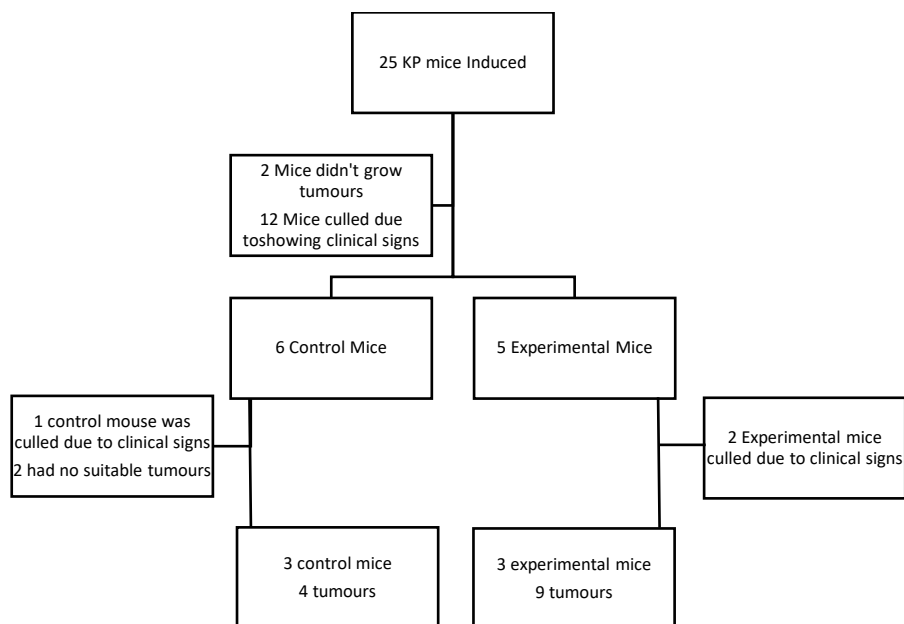 25 KP mice Induced
2 Mice didn't grow
tumours
12 Mice culled due
toshowing clinical signs
6 Control Mice
5 Experimental Mice
1 control mouse was
culled due to clinical signs
2 had no suitable tumours
2 Experimental mice
culled due to clinical signs
3 control mice
4 tumours
3 experimental mice
9 tumours